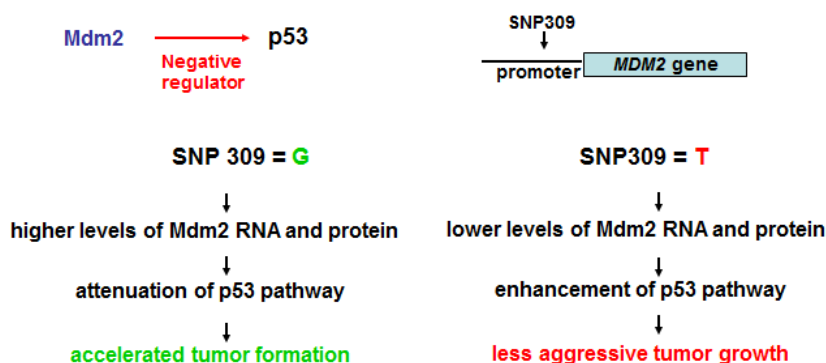 Mdm2
p53
Negative
regulator
SNP309
promoter
MDM2 gene
SNP 309 = G
higher levels of Mdm2 RNA and protein
attenuation of p53 pathway
accelerated tumor formation
SNP309 = T
lower levels of Mdm2 RNA and protein
enhancement of p53 pathway
less aggressive tumor growth